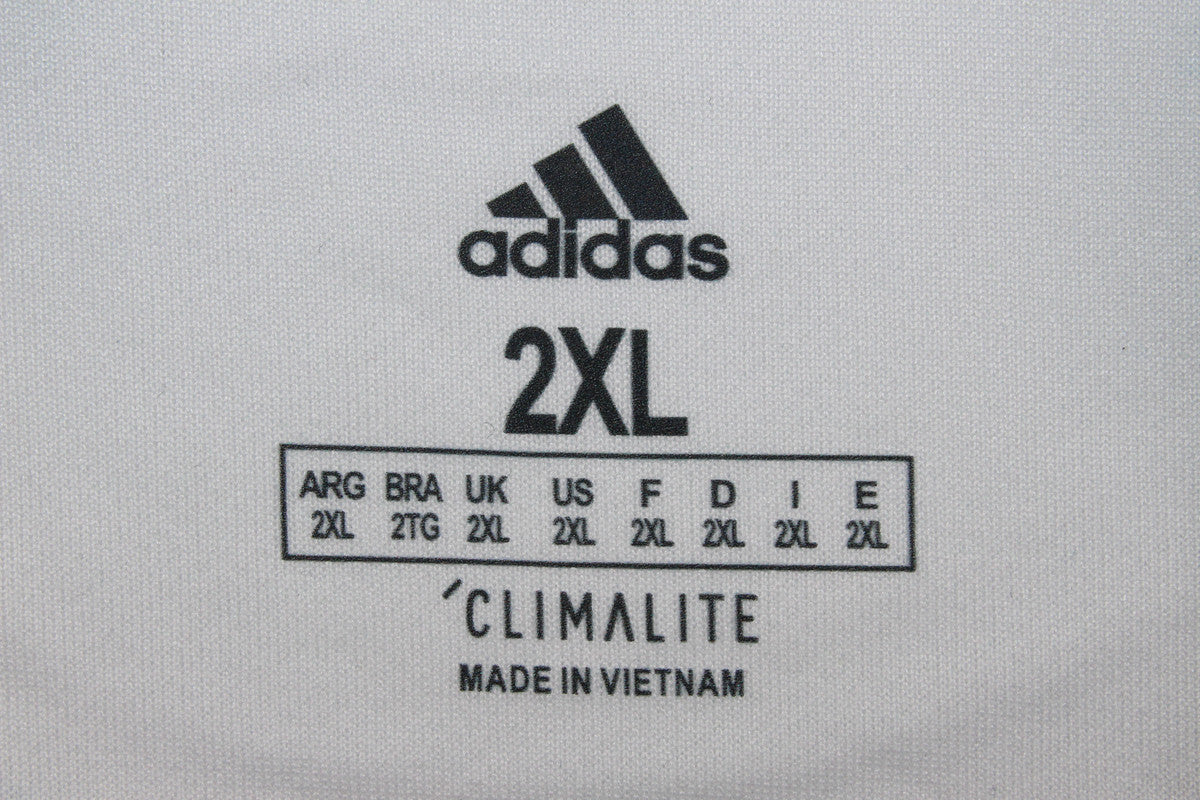 adidas
2XL
ARG BRA UK US F D I E
2XL 2TG 2XL 2XL 2XL 2XL 2XL 2XL
'CLIMALITE
MADE IN VIETNAM